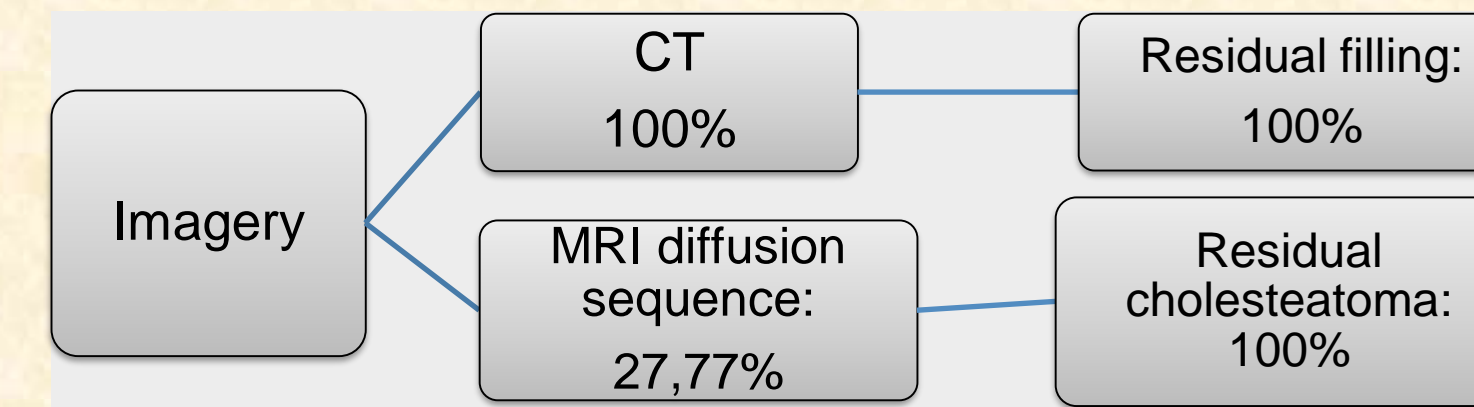 Imagery
CT
100%
Residual filling:
100%
MRI diffusion
sequence:
27,77%
Residual
cholesteatoma:
100%